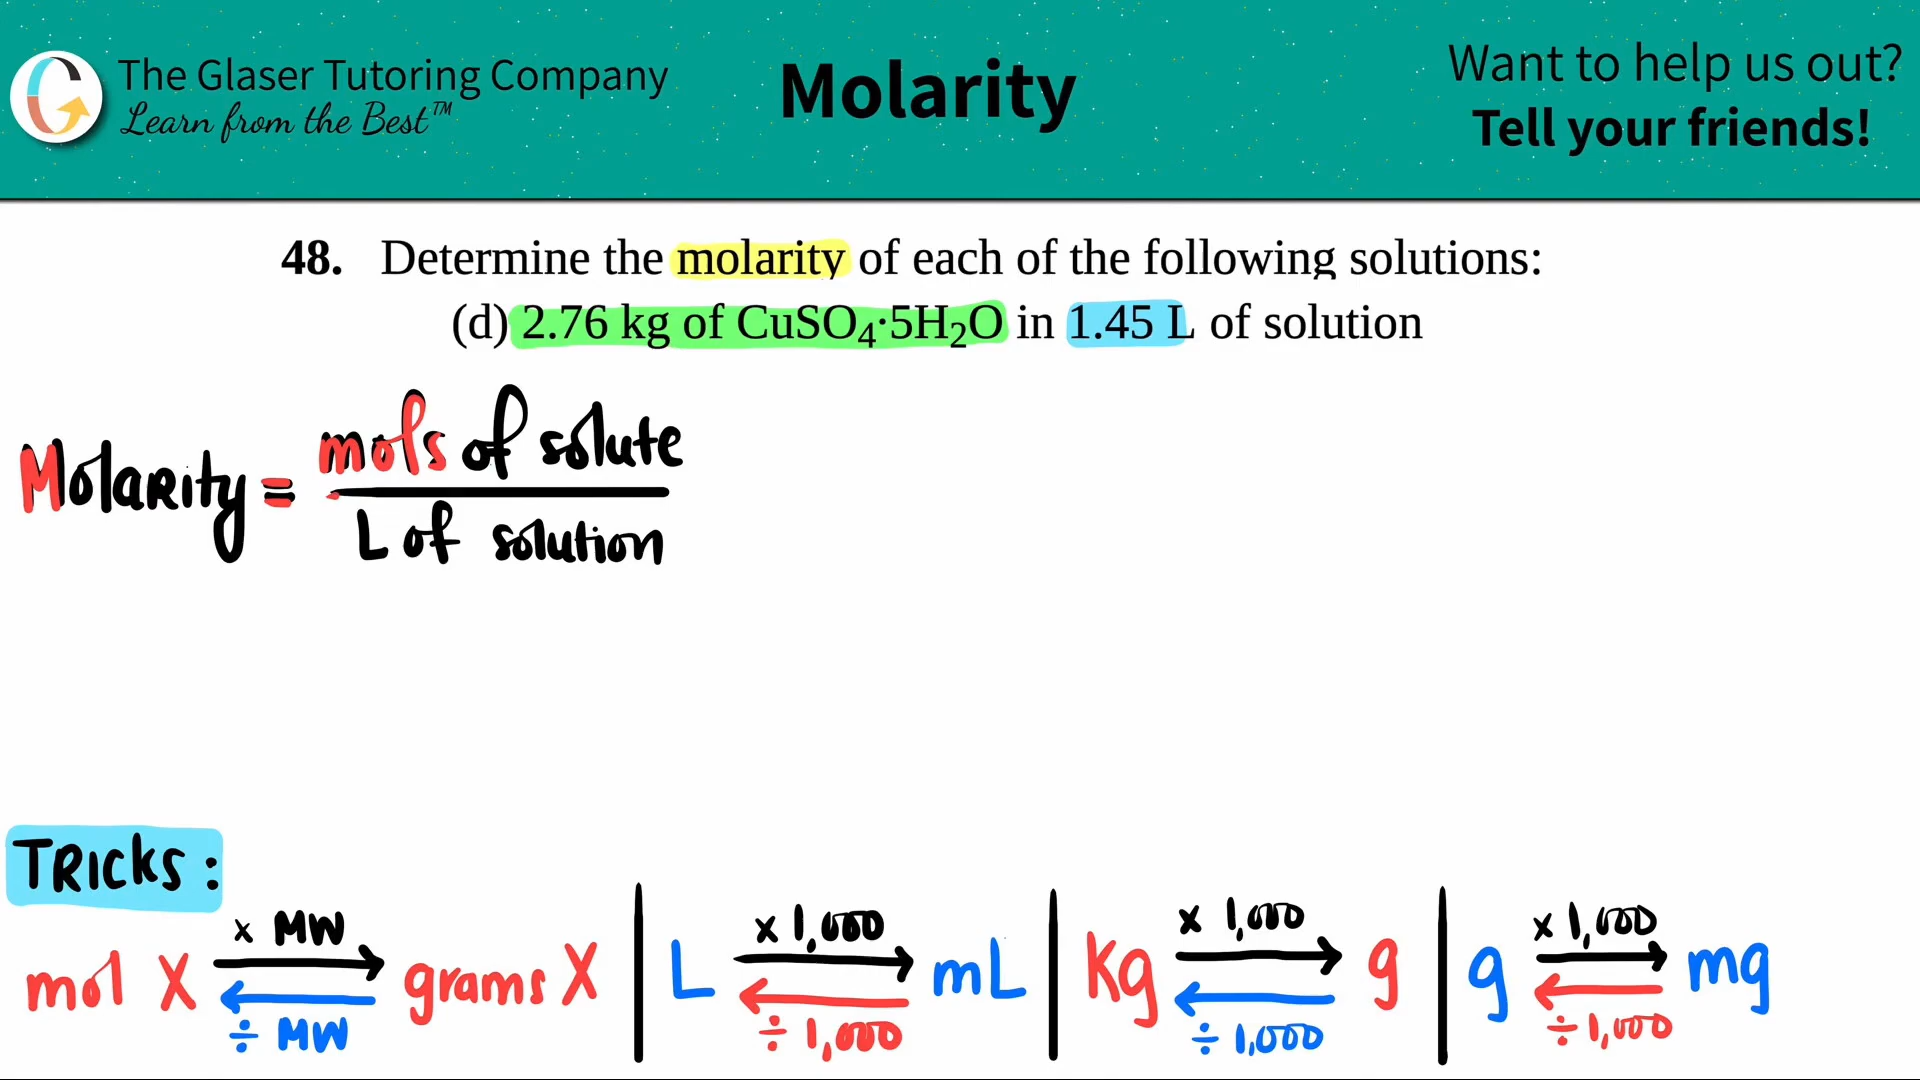 The Glaser Tutoring Company
Learn from the Best™
Molarity
Want to help us out?
Tell your friends!
48. Determine the molarity of each of the following solutions:
(d) 2.76 kg of CuSO₄·5H₂O in 1.45 L of solution
Molarity = mols of solute
L of solution
TRICKS:
x MW
mol X grams X
÷ MW
x 1,000
L mL
÷ 1,000
x 1,000
kg g
÷ 1,000
x 1,000
g mg
÷ 1,000